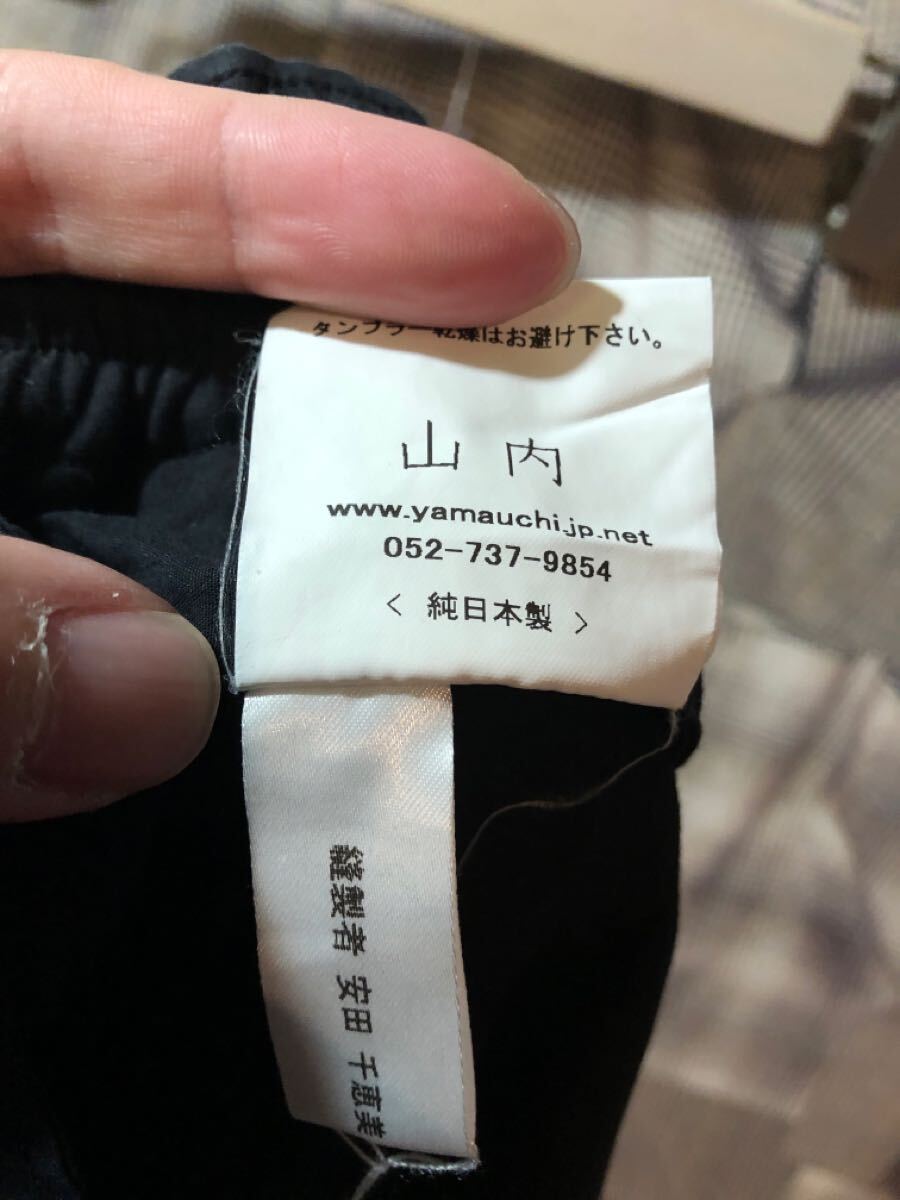 タンブラー乾燥はお避け下さい。
山内
www.yamauchi.jp.net
052-737-9854
< 純日本製 >
縫製者 安田 千恵美